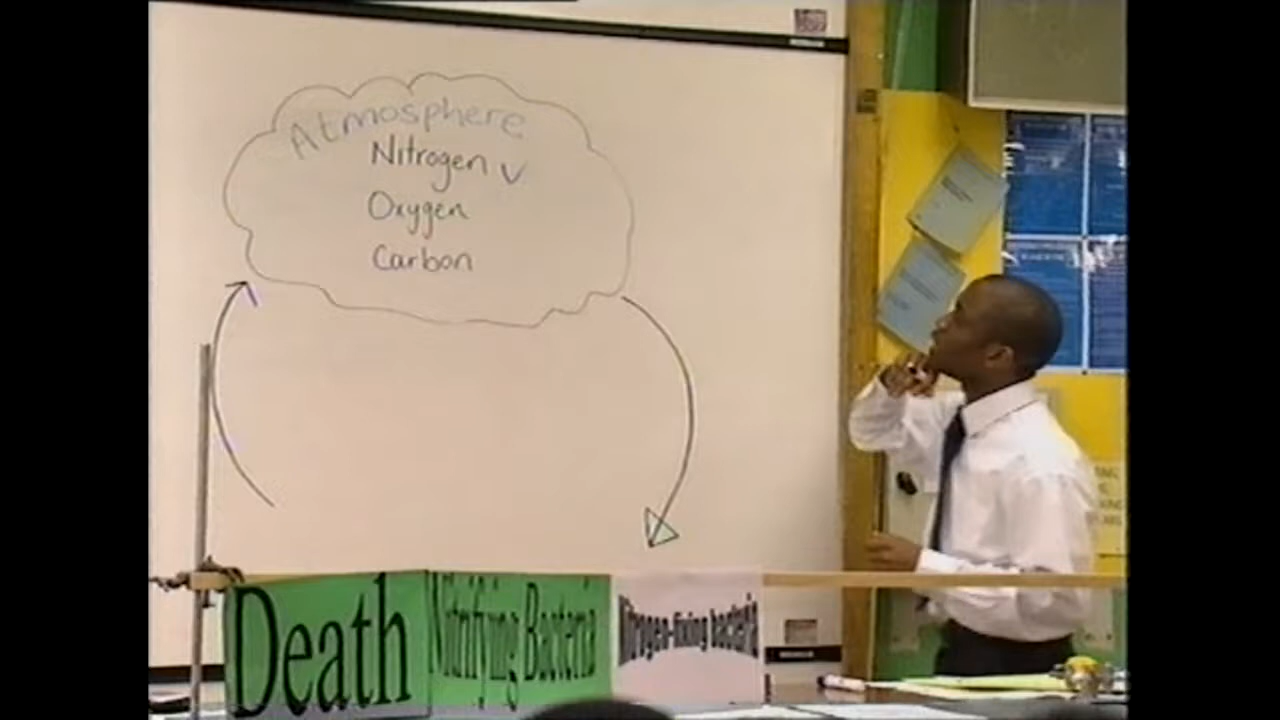 Atmosphere
Nitrogen v
Oxygen
Carbon
Death
Nitrifying Bacteria
Nitrogen-fixing bacteria